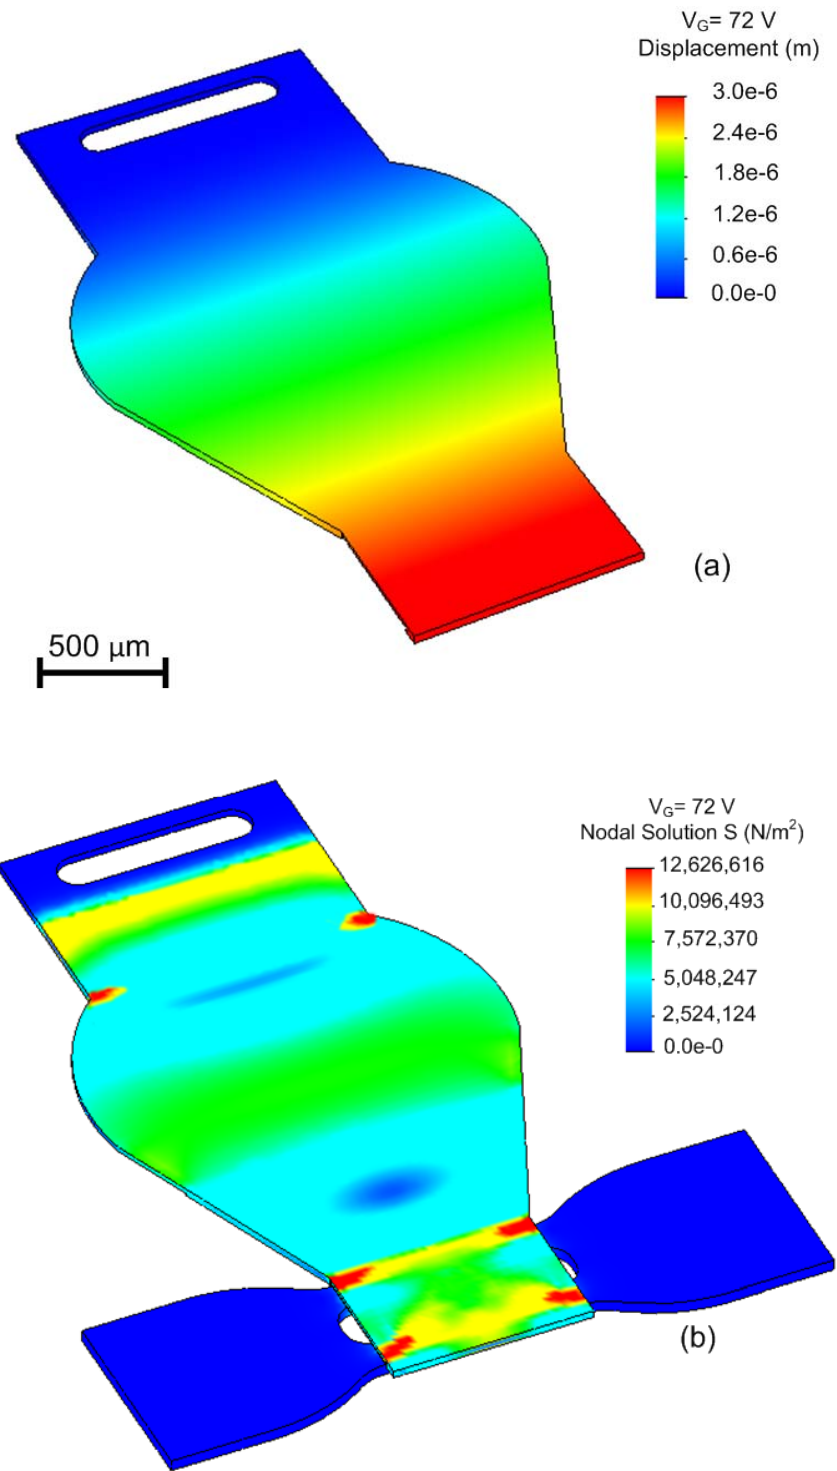 V_G= 72 V
Displacement (m)
3.0e-6
2.4e-6
1.8e-6
1.2e-6
0.6e-6
0.0e-0
(a)
500 μm
V_G= 72 V
Nodal Solution S (N/m²)
12,626,616
10,096,493
7,572,370
5,048,247
2,524,124
0.0e-0
(b)